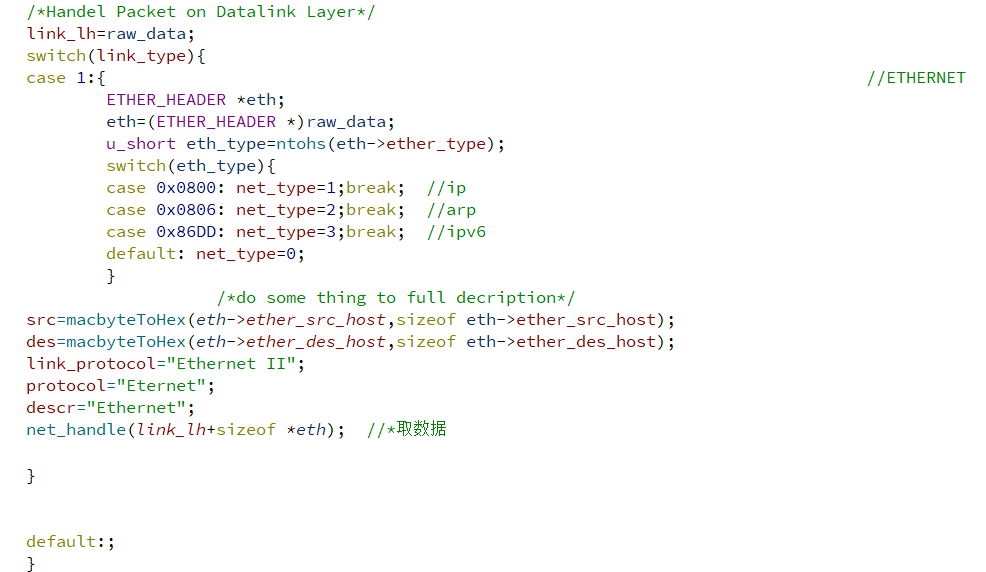 /*Handel Packet on Datalink Layer*/
link_lh=raw_data;
switch(link_type){
case 1:{ //ETHERNET
ETHER_HEADER *eth;
eth=(ETHER_HEADER *)raw_data;
u_short eth_type=ntohs(eth->ether_type);
switch(eth_type){
case 0x0800: net_type=1;break; //ip
case 0x0806: net_type=2;break; //arp
case 0x86DD: net_type=3;break; //ipv6
default: net_type=0;
}
/*do some thing to full decription*/
src=macbyteToHex(eth->ether_src_host,sizeof eth->ether_src_host);
des=macbyteToHex(eth->ether_des_host,sizeof eth->ether_des_host);
link_protocol="Ethernet II";
protocol="Eternet";
descr="Ethernet";
net_handle(link_lh+sizeof *eth); //*取数据
}
default:;
}